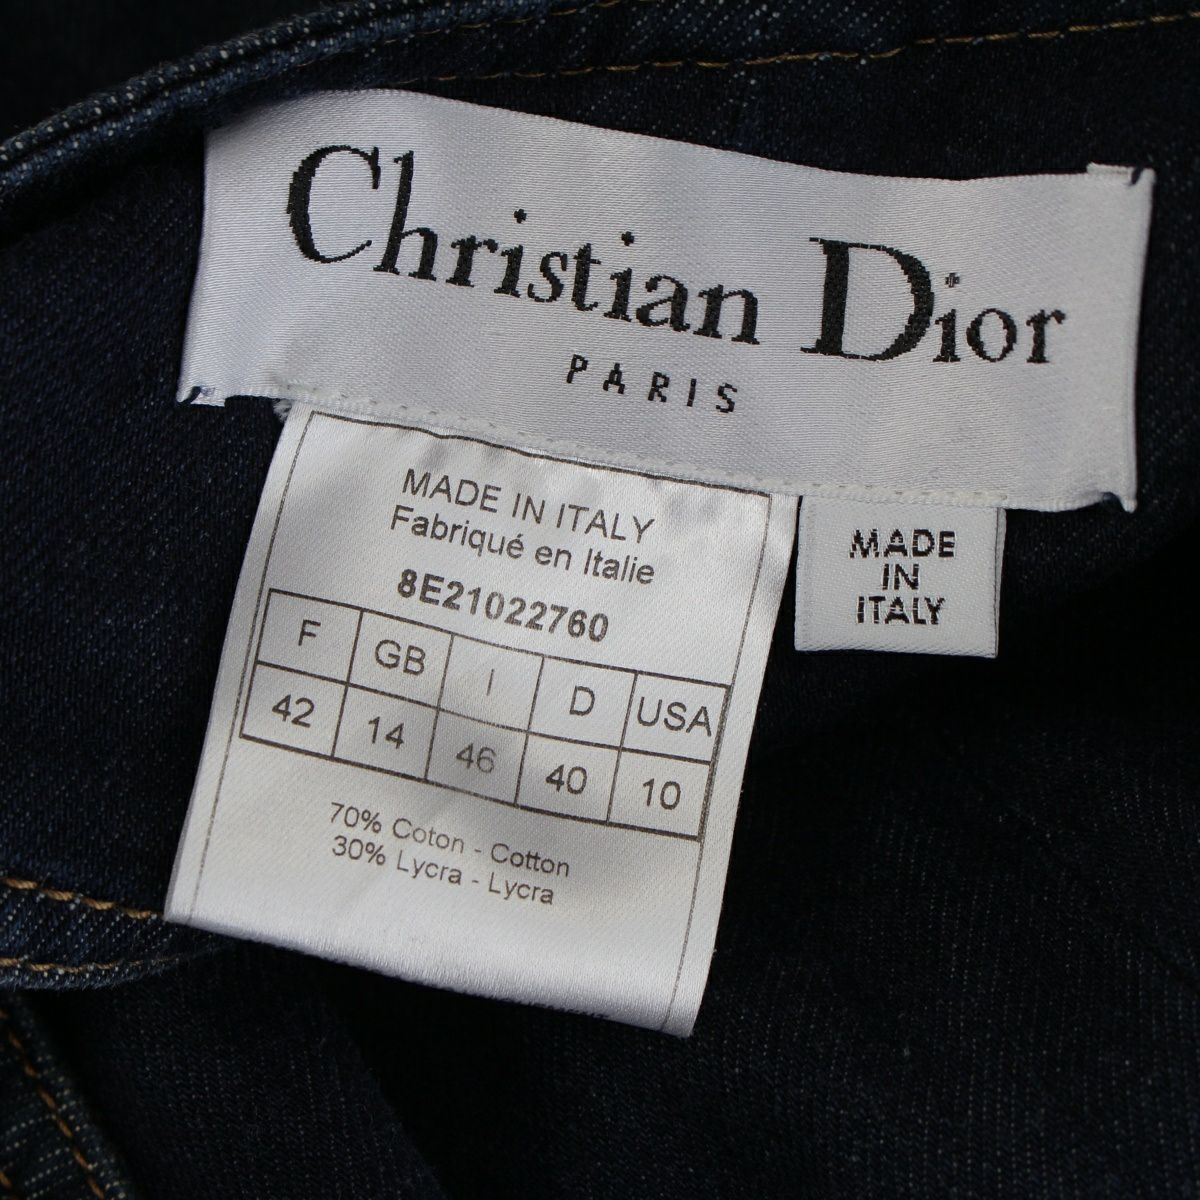 Christian Dior
PARIS
MADE IN ITALY
Fabriqué en Italie
8E21022760
F GB I D USA
42 14 46 40 10
70% Coton - Cotton
30% Lycra - Lycra
MADE
IN
ITALY